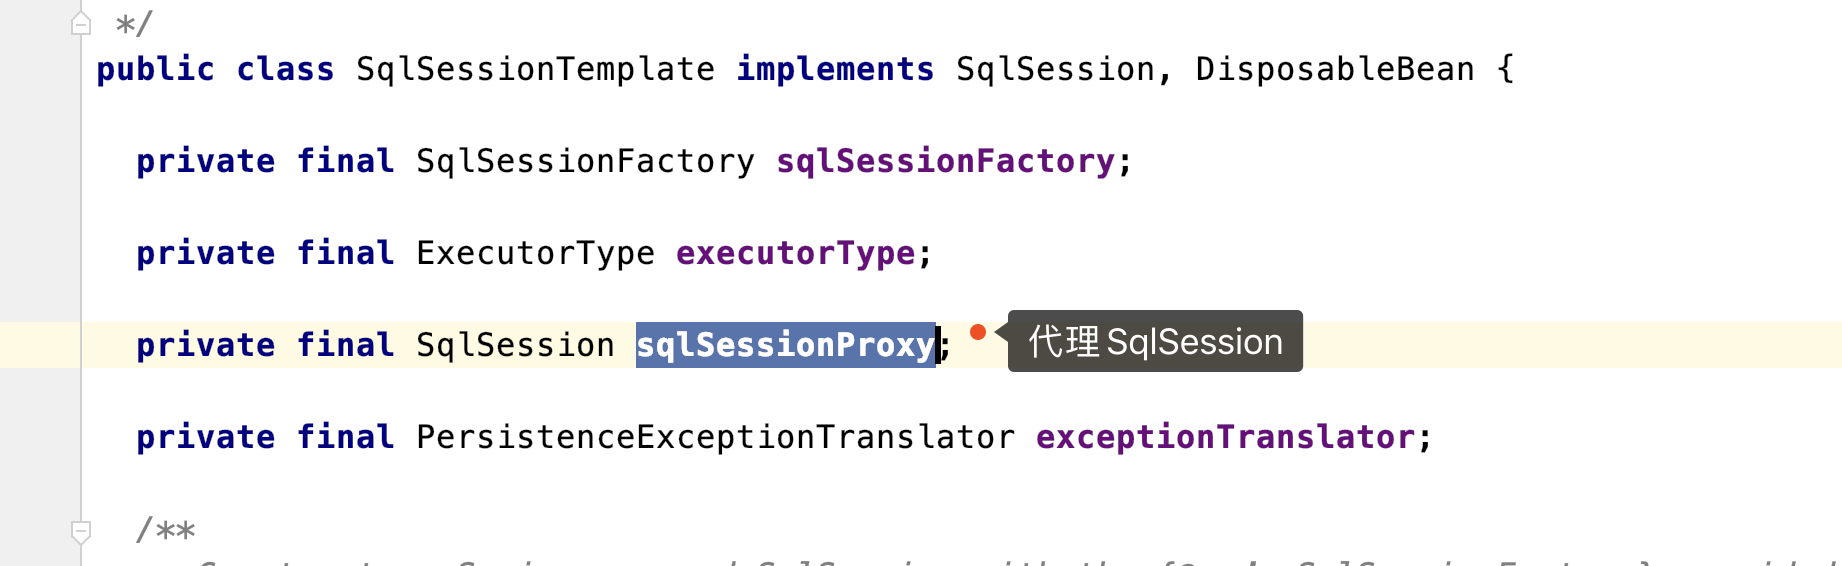 */
public class SqlSessionTemplate implements SqlSession, DisposableBean {
private final SqlSessionFactory sqlSessionFactory;
private final ExecutorType executorType;
private final SqlSession sqlSessionProxy; 代理 SqlSession
private final PersistenceExceptionTranslator exceptionTranslator;
/**